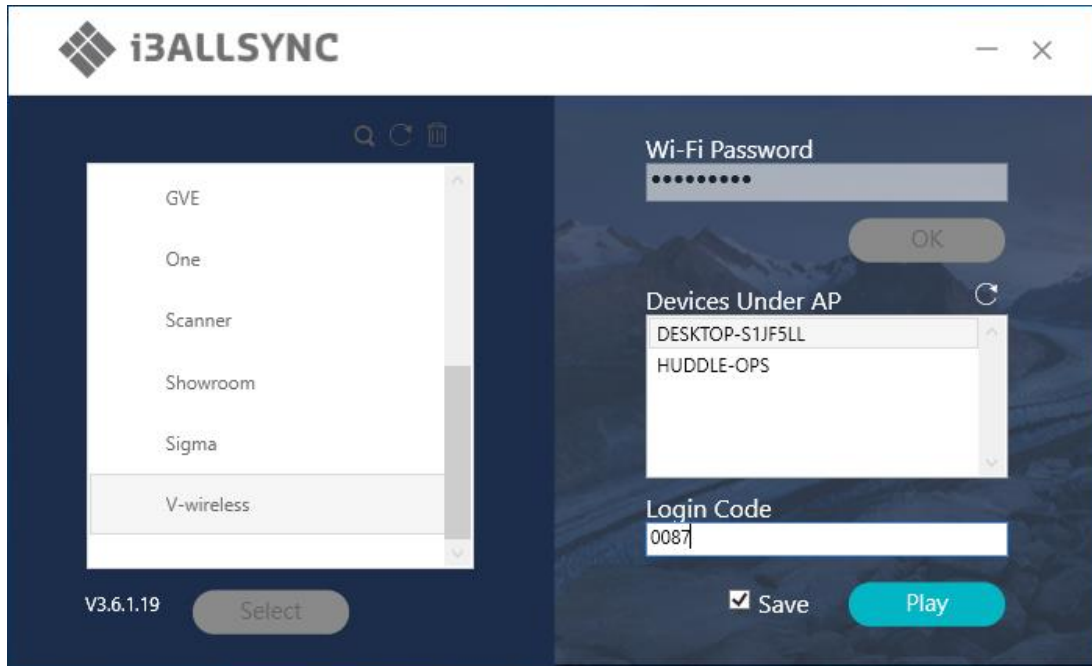 i3ALLSYNC
GVE
One
Scanner
Showroom
Sigma
V-wireless
V3.6.1.19
Select
Wi-Fi Password
•••••••••
OK
Devices Under AP
DESKTOP-S1JF5LL
HUDDLE-OPS
Login Code
0087
Save
Play